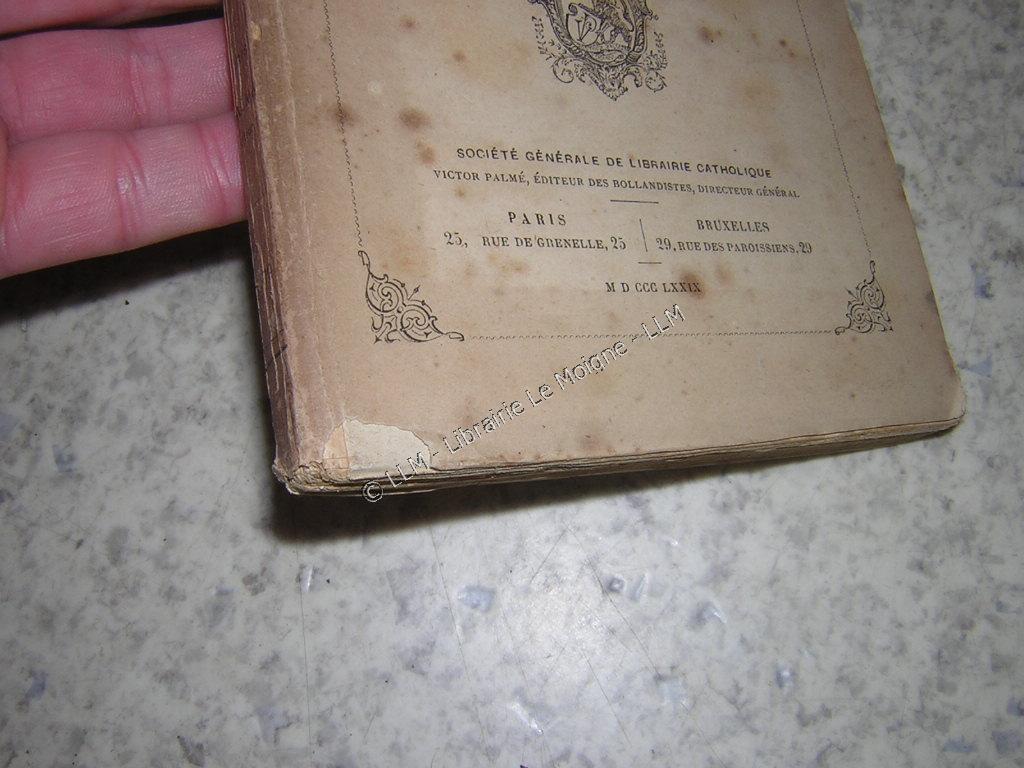 SOCIÉTÉ GÉNÉRALE DE LIBRAIRIE CATHOLIQUE
VICTOR PALMÉ, ÉDITEUR DES BOLLANDISTES, DIRECTEUR GÉNÉRAL
PARIS
25, RUE DE GRENELLE, 25
BRUXELLES
29, RUE DES PAROISSIENS, 29
M D CCC LXXIX
© LLM - Librairie Le Moigne - LLM